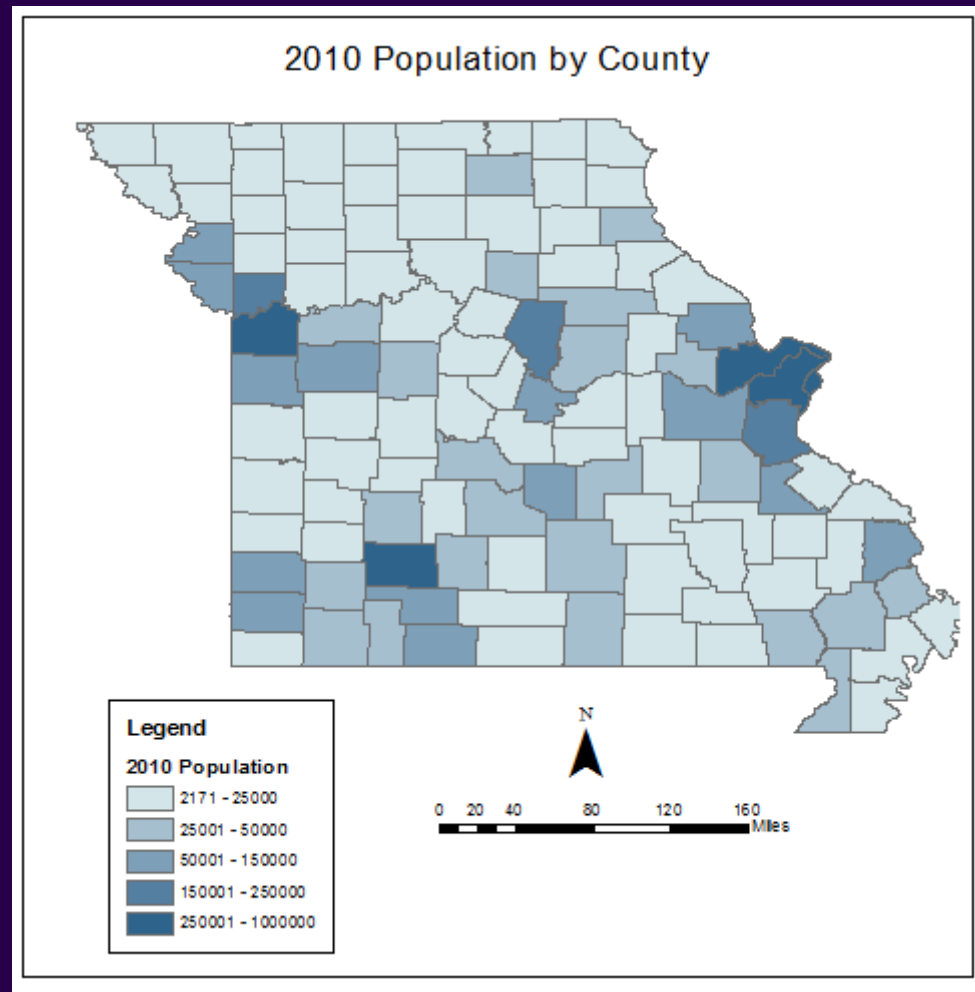 2010 Population by County
Legend
2010 Population
2171 - 25000
25001 - 50000
50001 - 150000
150001 - 250000
250001 - 1000000
N
0 20 40 80 120 160
Miles